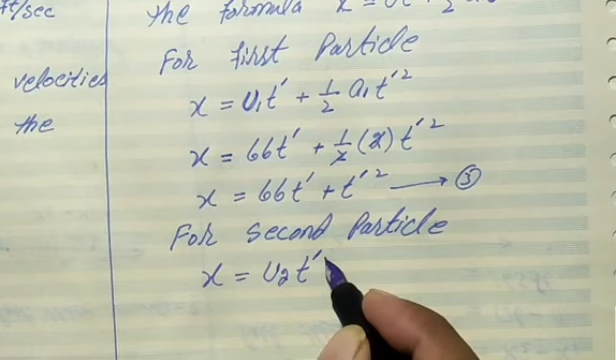 ft/sec
the formula x =
velocities
the
For first Particle
x = U₁t′ + 1/2 a₁t′²
x = 66t′ + 1/2 (2) t′²
x = 66t′ + t′² → ③
For second Particle
x = U₂t′